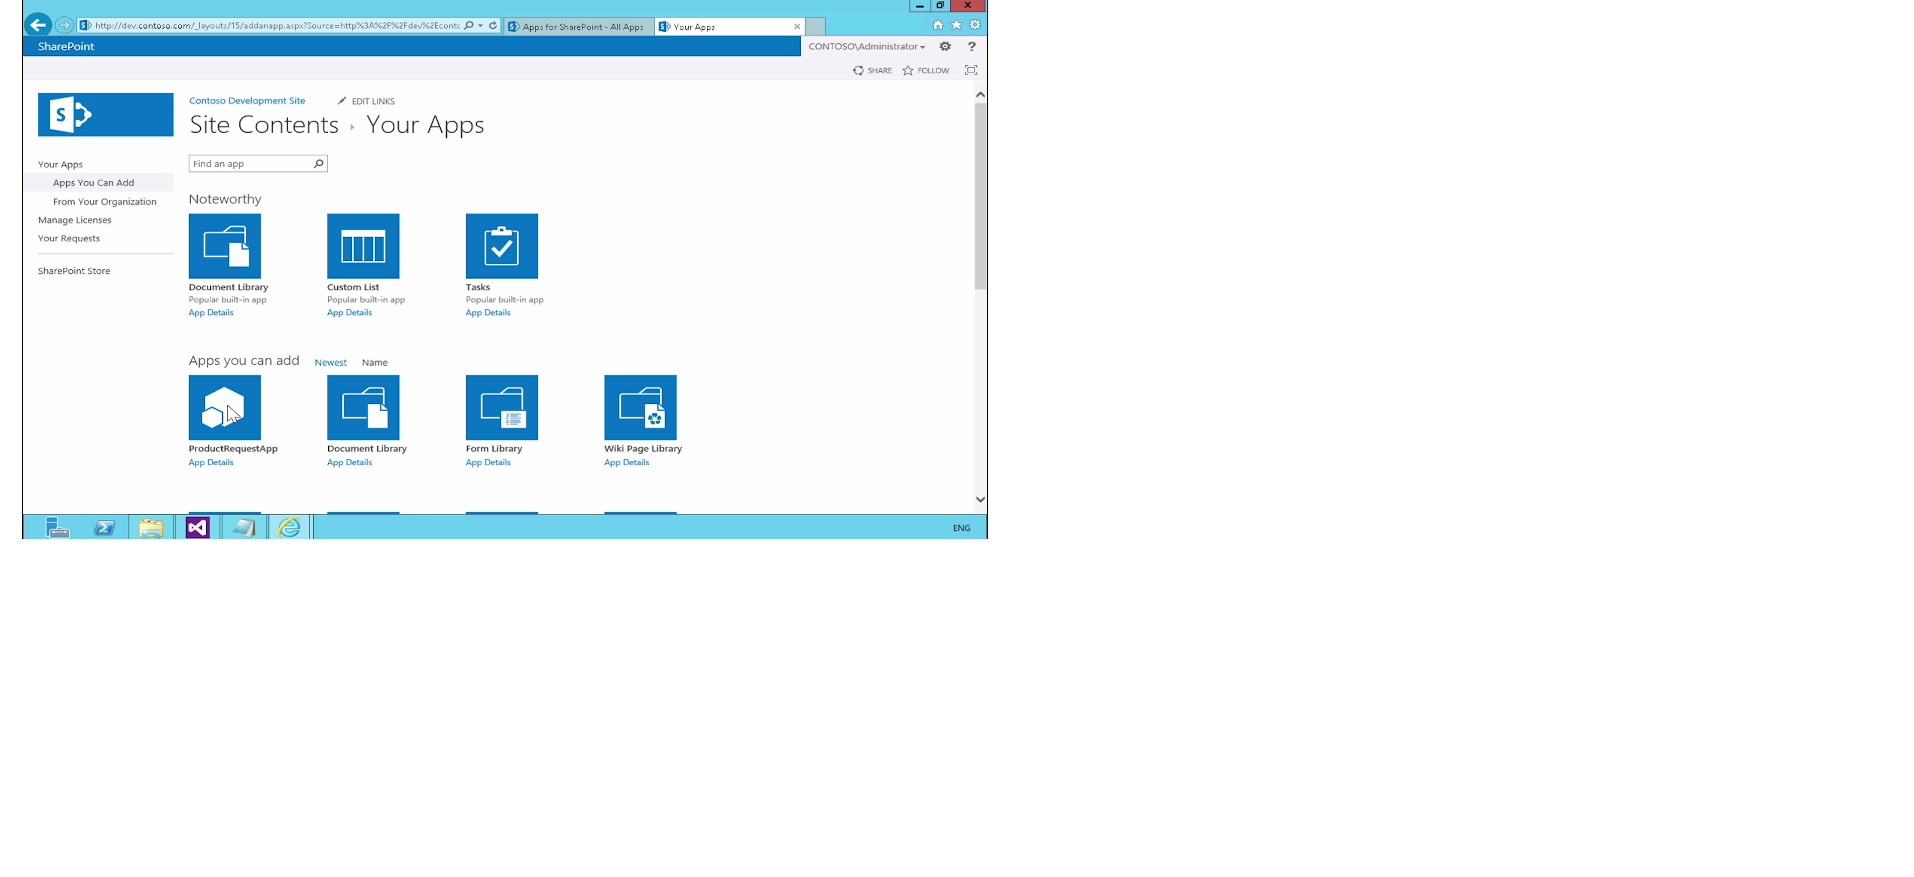 http://dev.contoso.com/_layouts/15/addanapp.aspx?Source=http%3A%2F%2Fdev%2Econtc
Apps for SharePoint - All Apps
Your Apps
SharePoint
CONTOSO\Administrator
?
SHARE
FOLLOW
S
Contoso Development Site
EDIT LINKS
Site Contents
Your Apps
Find an app
Your Apps
Apps You Can Add
From Your Organization
Manage Licenses
Your Requests
SharePoint Store
Noteworthy
Document Library
Popular built-in app
App Details
Custom List
Popular built-in app
App Details
Tasks
Popular built-in app
App Details
Apps you can add
Newest
Name
ProductRequestApp
App Details
Document Library
App Details
Form Library
App Details
Wiki Page Library
App Details
ENG